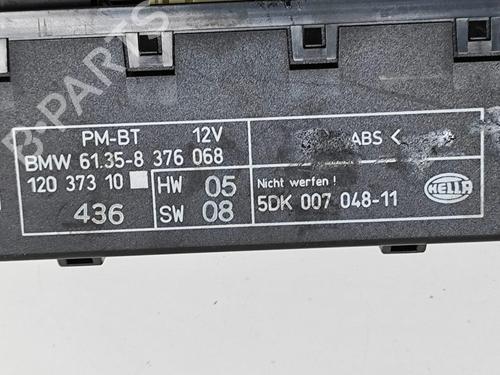 B-PARTS
PM-BT 12V
BMW 61.35-8 376 068
120 373 10
436
HW 05
SW 08
ABS <
Nicht werfen !
5DK 007 048-11
HELLA